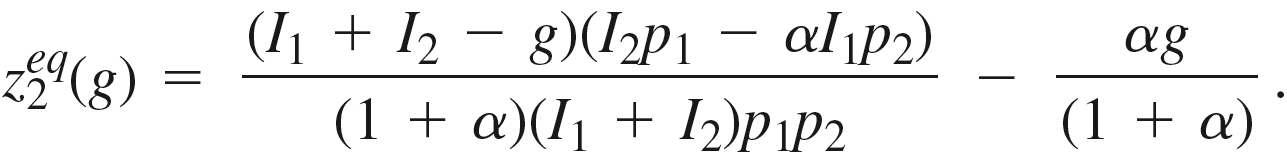 z_2^{eq}(g) = \frac{(I_1 + I_2 - g)(I_2 p_1 - \alpha I_1 p_2)}{(1 + \alpha)(I_1 + I_2) p_1 p_2} - \frac{\alpha g}{(1 + \alpha)} .